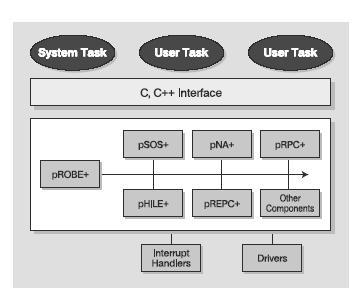 System Task
User Task
User Task
C, C++ Interface
pSOS+
pNA+
pRPC+
pROBE+
pHILE+
pREPC+
Other
Components
Interrupt
Handlers
Drivers